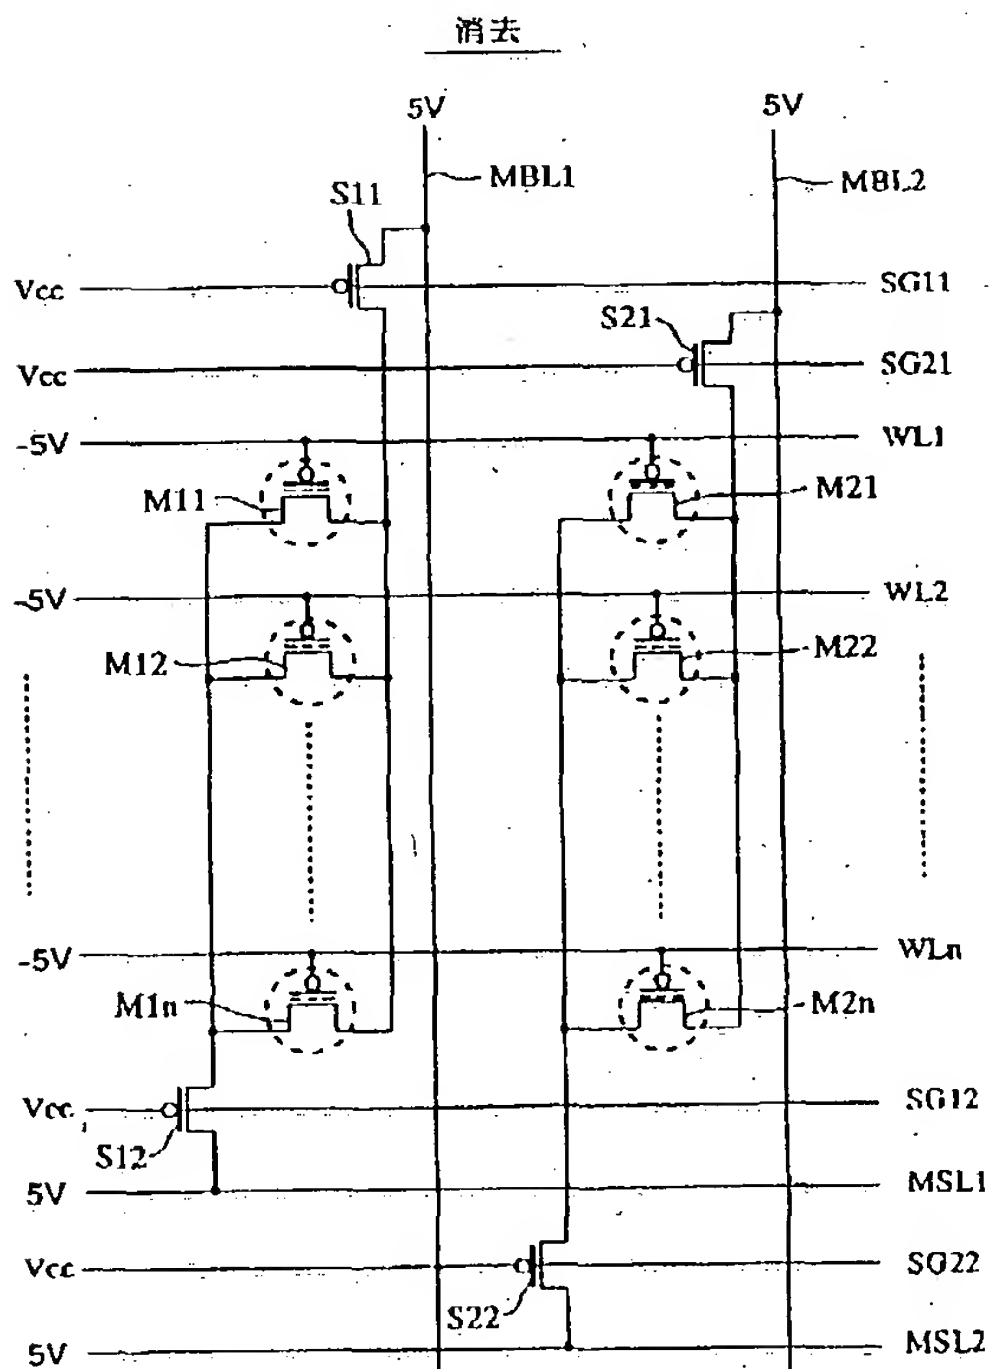 消去
5V 5V
MBL1 MBL2
S11
Vcc SG11
S21
Vcc SG21
-5V WL1
M11 M21
-5V WL2
M12 M22
-5V WLn
M1n M2n
Vcc SG12
S12
5V MSL1
Vcc SG22
S22
5V MSL2